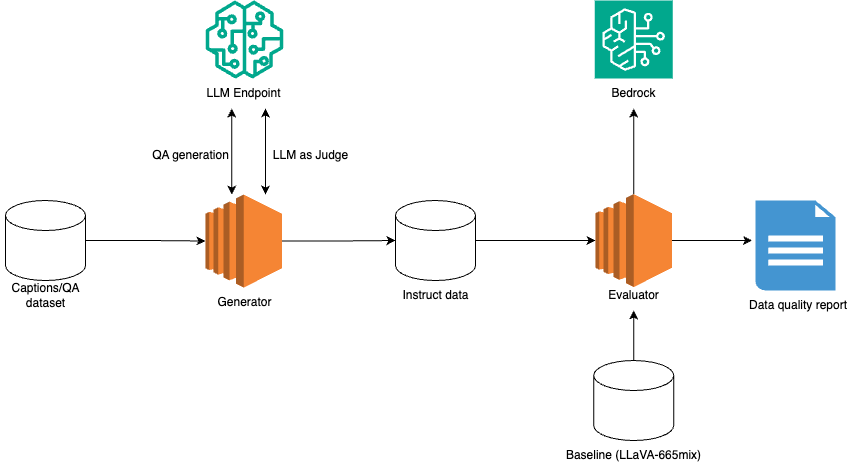 LLM Endpoint
Bedrock
QA generation
LLM as Judge
Captions/QA
dataset
Generator
Instruct data
Evaluator
Data quality report
Baseline (LLaVA-665mix)